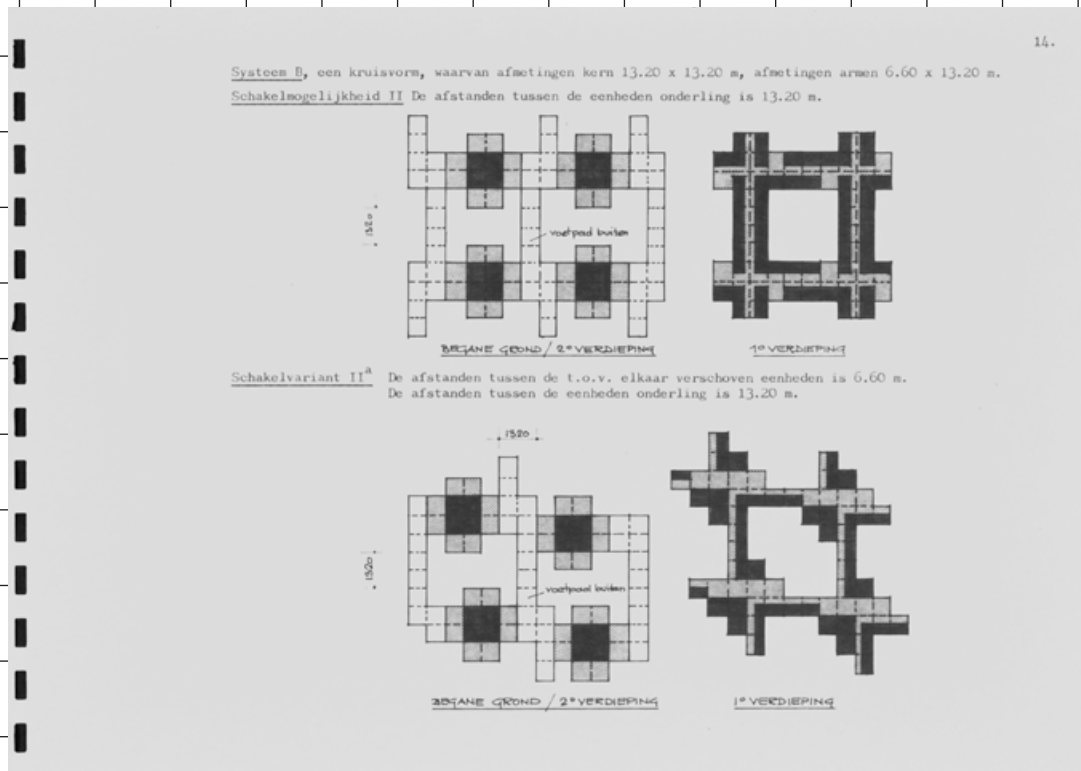 14.
Systeem B, een kruisvorm, waarvan afmetingen kern 13.20 x 13.20 m, afmetingen armen 6.60 x 13.20 m.
Schakelmogelijkheid II De afstanden tussen de eenheden onderling is 13.20 m.
1320
voetpad buiten
BEGANE GROND / 2e VERDIEPING
1e VERDIEPING
Schakelvariant IIa De afstanden tussen de t.o.v. elkaar verschoven eenheden is 6.60 m.
De afstanden tussen de eenheden onderling is 13.20 m.
1320
1320
voetpad buiten
BEGANE GROND / 2e VERDIEPING
1e VERDIEPING